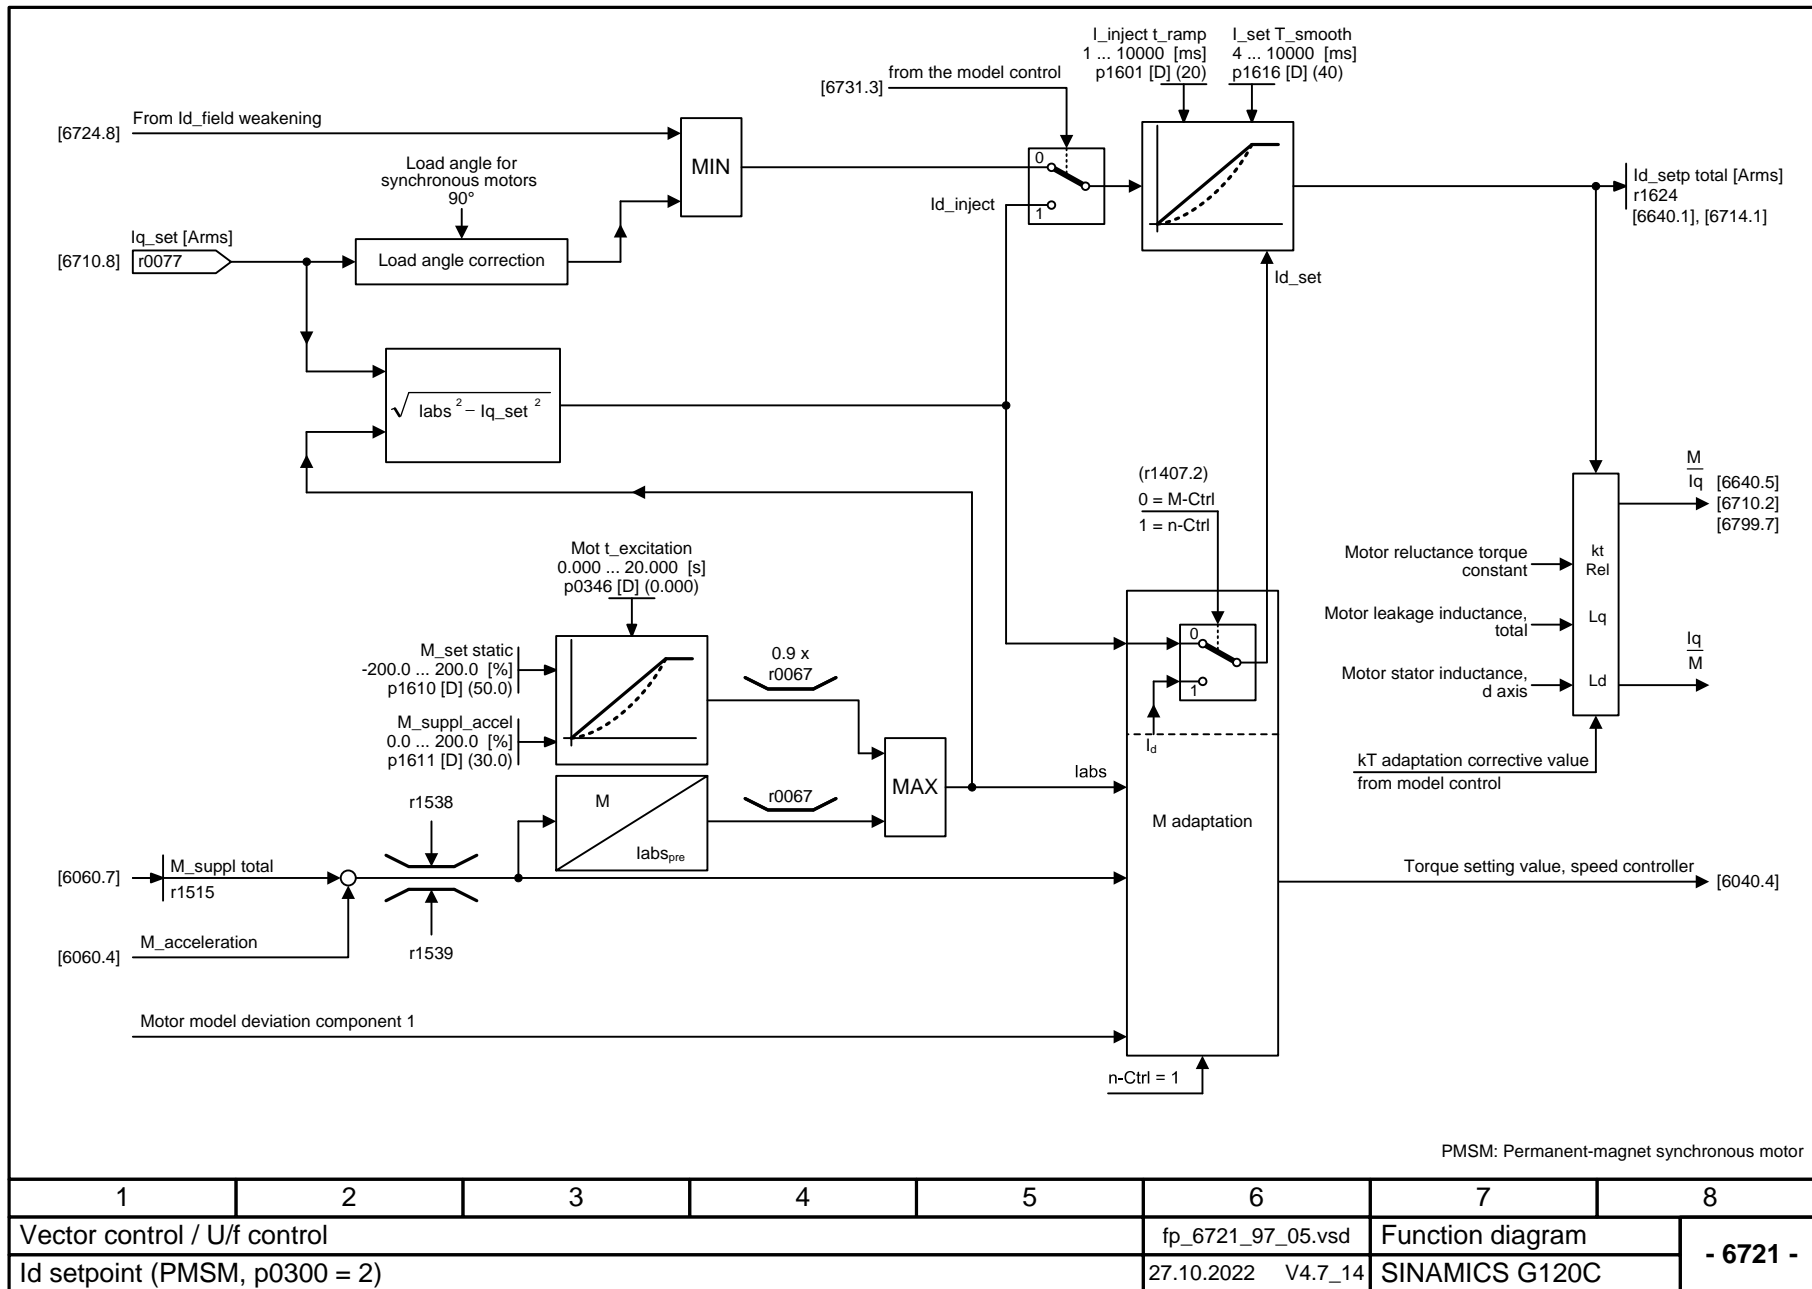 I_inject t_ramp
1 ... 10000 [ms]
p1601 [D] (20)
I_set T_smooth
4 ... 10000 [ms]
p1616 [D] (40)
from the model control
[6731.3]
From Id_field weakening
[6724.8]
Load angle for
synchronous motors
90°
MIN
0
1
Id_inject
Id_setp total [Arms]
r1624
[6640.1], [6714.1]
Iq_set [Arms]
[6710.8]
r0077
Load angle correction
Id_set
√ Iabs ² – Iq_set ²
(r1407.2)
0 = M-Ctrl
1 = n-Ctrl
M
Iq
[6640.5]
[6710.2]
[6799.7]
Mot t_excitation
0.000 ... 20.000 [s]
p0346 [D] (0.000)
Motor reluctance torque
constant
kt
Rel
Motor leakage inductance,
total
Lq
Motor stator inductance,
d axis
Ld
Iq
M
M_set static
-200.0 ... 200.0 [%]
p1610 [D] (50.0)
0.9 x
r0067
0
1
Id
M_suppl_accel
0.0 ... 200.0 [%]
p1611 [D] (30.0)
kT adaptation corrective value
from model control
r1538
M
Iabspre
r0067
MAX
Iabs
M adaptation
[6060.7]
M_suppl total
r1515
Torque setting value, speed controller
[6040.4]
M_acceleration
[6060.4]
r1539
Motor model deviation component 1
n-Ctrl = 1
PMSM: Permanent-magnet synchronous motor
1 2 3 4 5 6 7 8
Vector control / U/f control
fp_6721_97_05.vsd
Function diagram
- 6721 -
Id setpoint (PMSM, p0300 = 2)
27.10.2022 V4.7_14
SINAMICS G120C